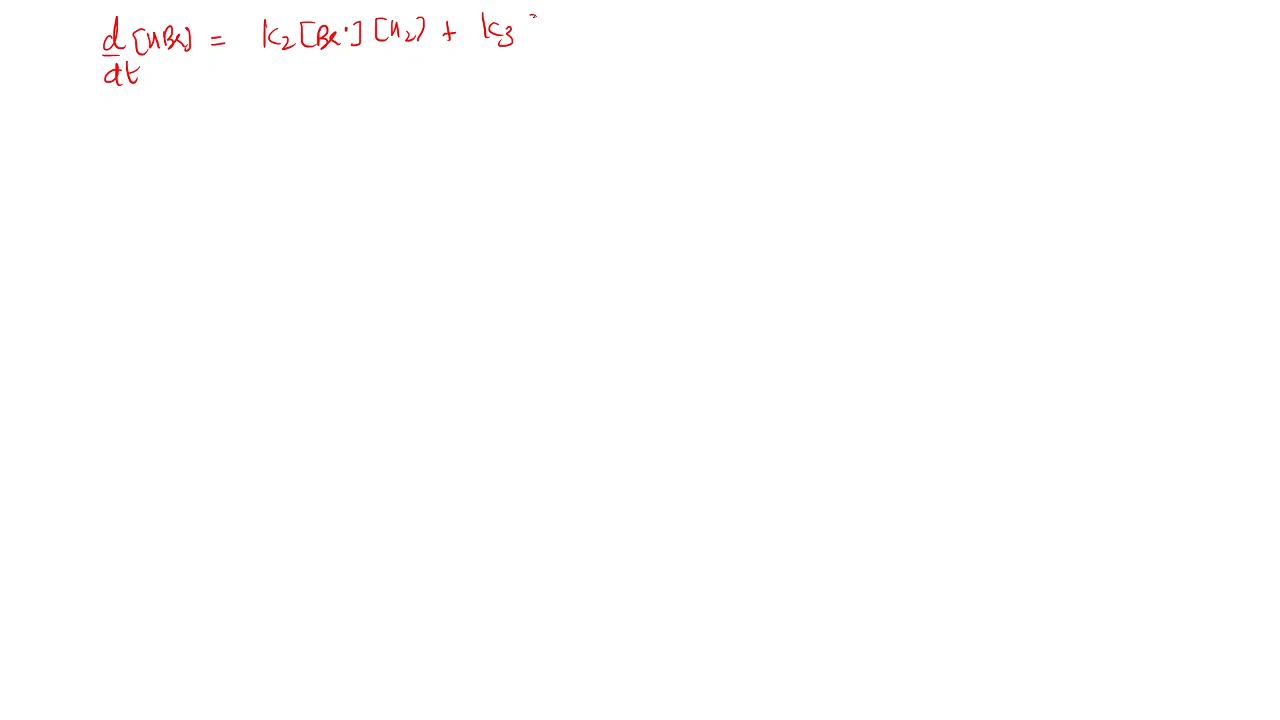 d/dt [HBr] = k₂[Br·][H₂) + k₃